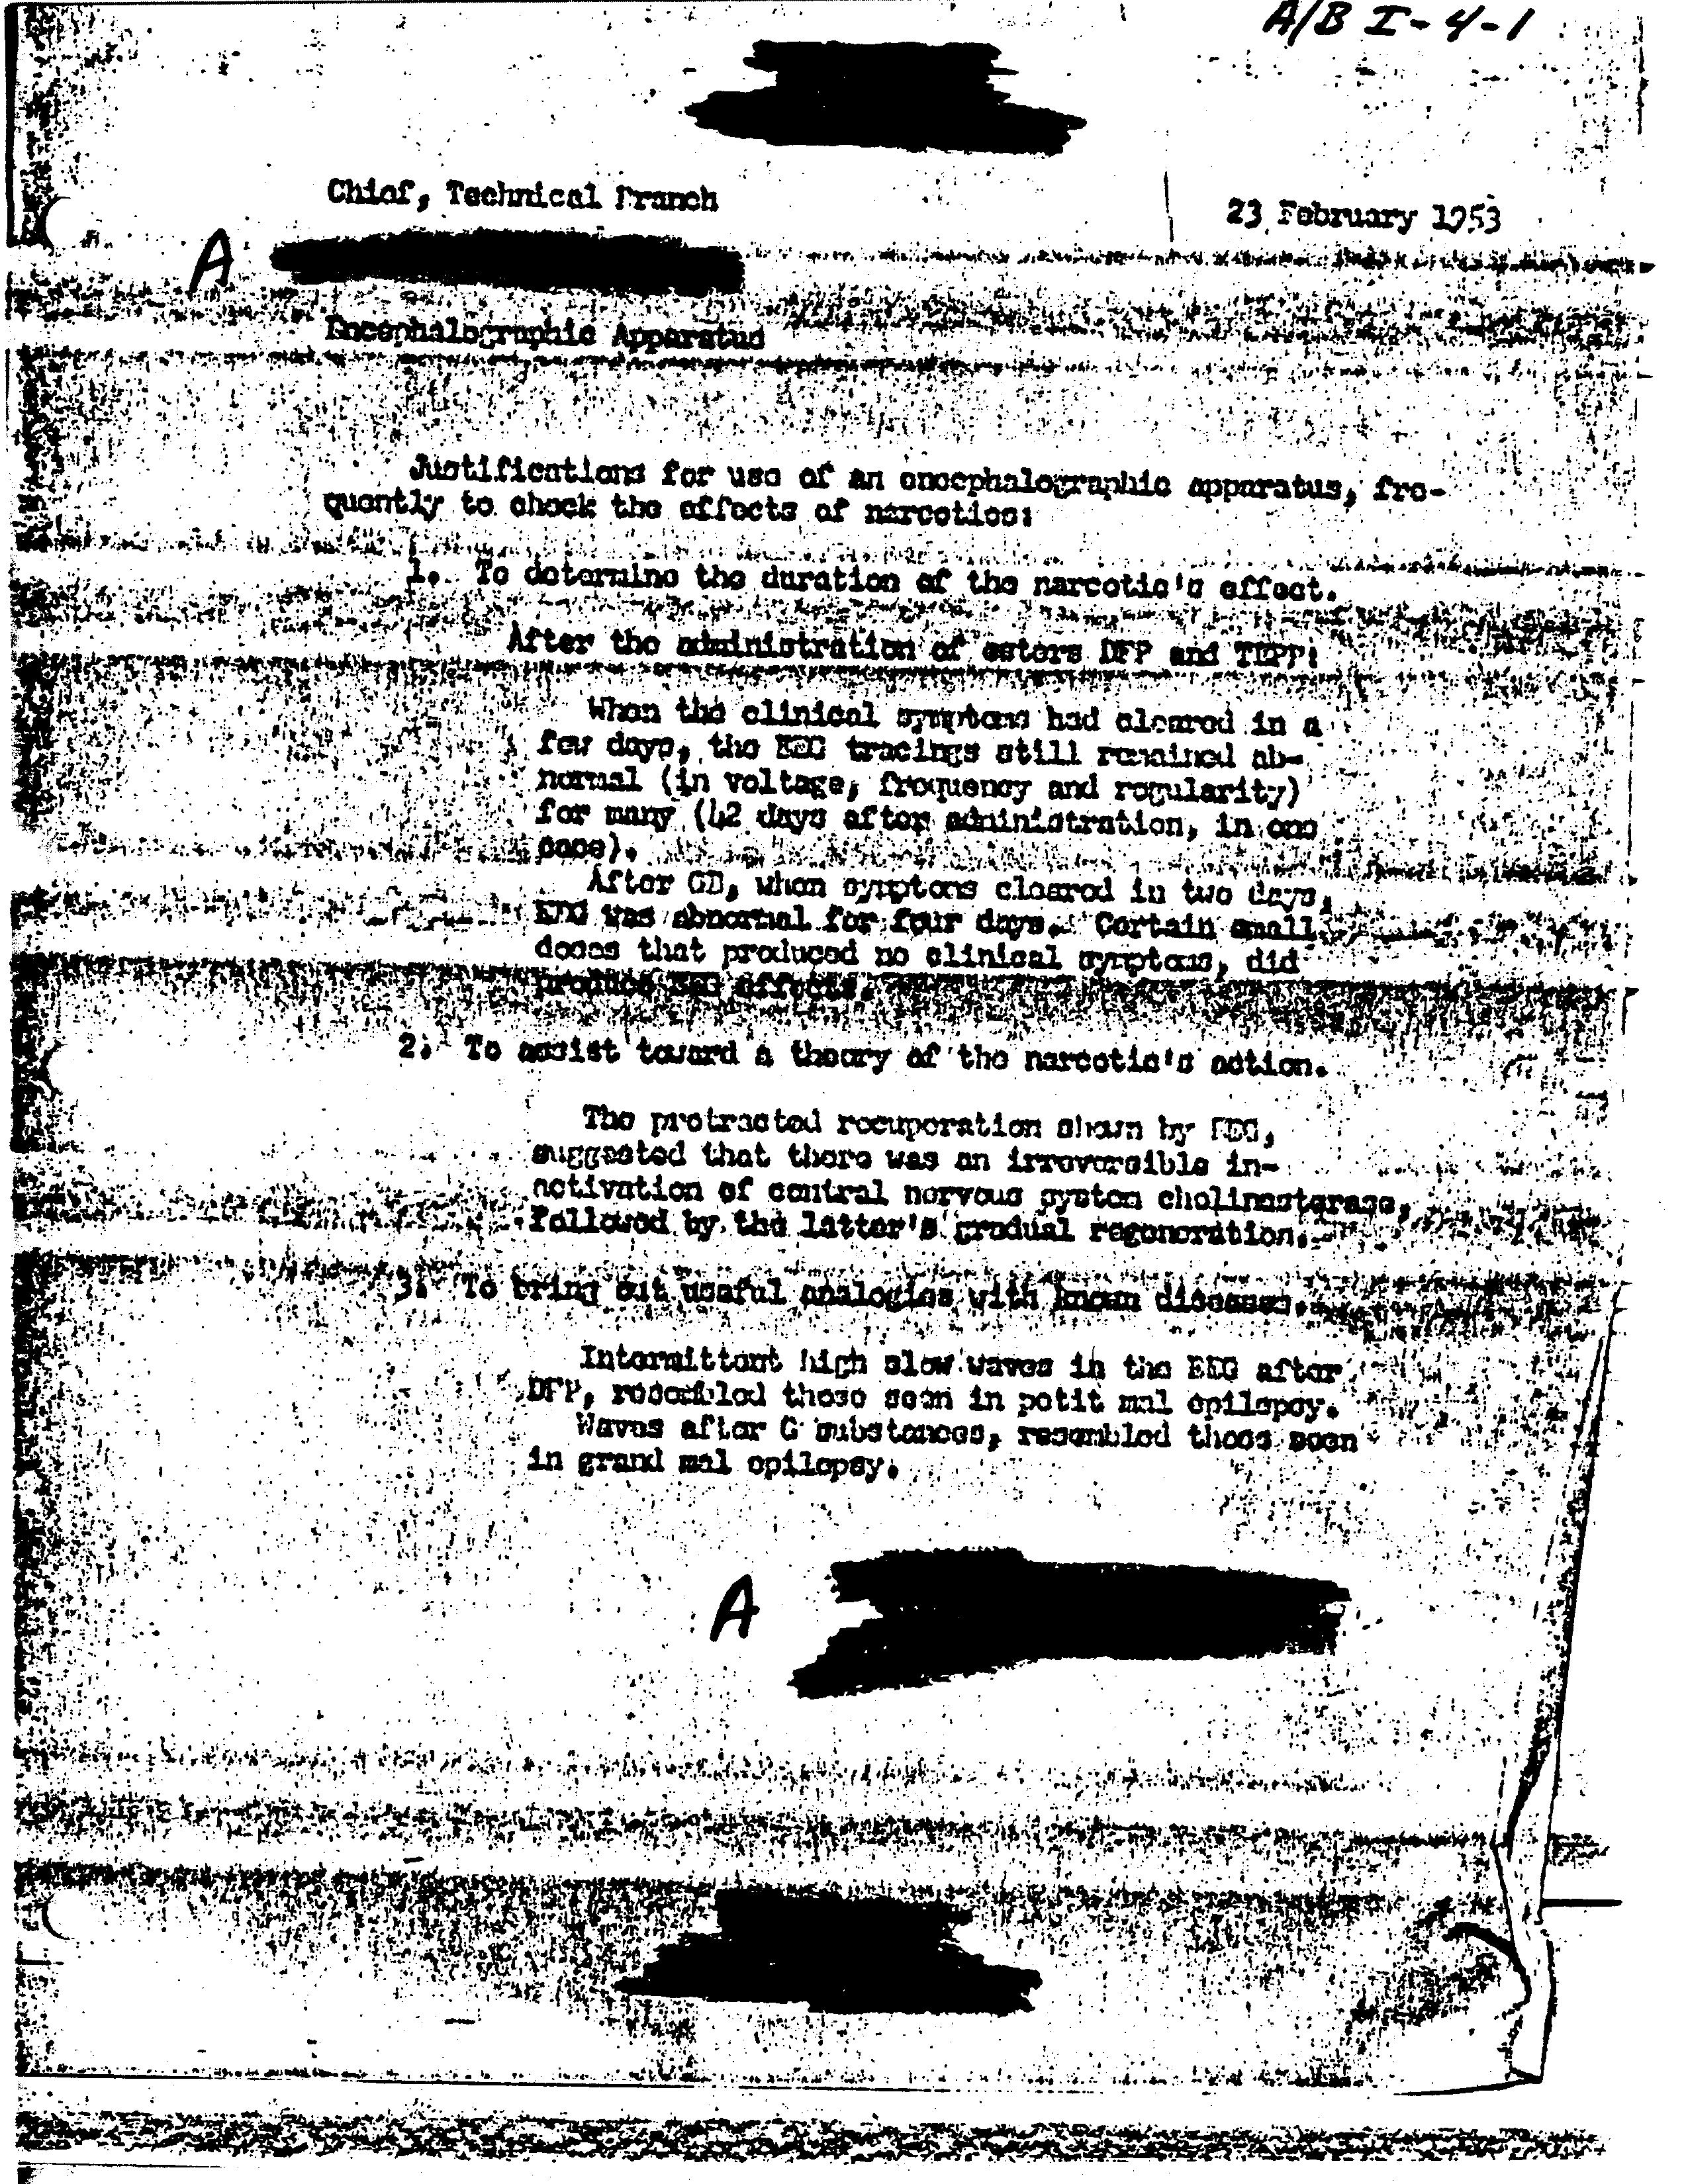 A/B I-4-1
Chief, Technical Branch
23 February 1953
A
Encephalographic Apparatus
Justifications for use of an encephalographic apparatus, fre-
quently to check the effects of narcotics:
1. To determine the duration of the narcotic's effect.
After the administration of esters DFP and TEPP:
When the clinical symptoms had cleared in a
few days, the EEG tracings still remained ab-
normal (in voltage, frequency and regularity)
for many (42 days after administration, in one
case).
After GD, when symptoms cleared in two days,
EEG was abnormal for four days. Certain small
doses that produced no clinical symptoms, did
produce EEG effects.
2. To assist toward a theory of the narcotic's action.
The protracted recuperation shown by EEG,
suggested that there was an irreversible in-
activation of central nervous system cholinesterase,
followed by the latter's gradual regeneration.
3. To bring out useful analogies with known diseases.
Intermittent high slow waves in the EEG after
DFP, resembled those seen in petit mal epilepsy.
Waves after G substances, resembled those seen
in grand mal epilepsy.
A